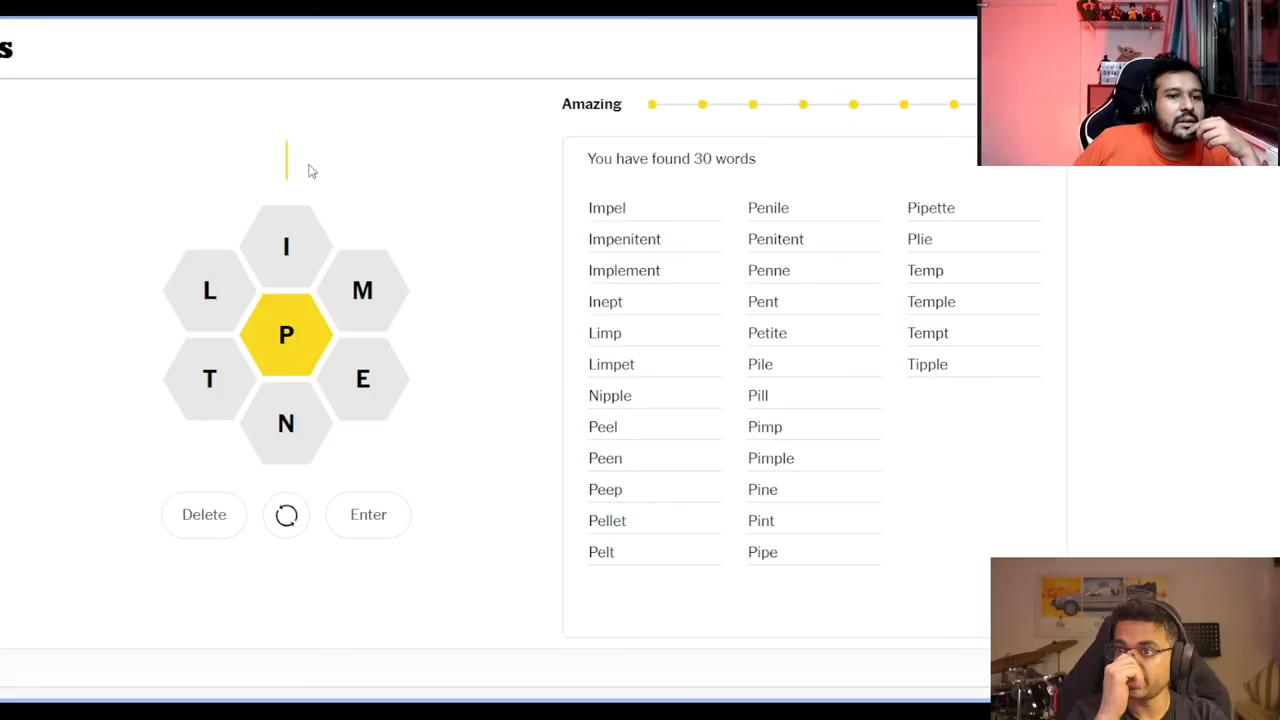 s
Amazing
You have found 30 words
Impel
Impenitent
Implement
Inept
Limp
Limpet
Nipple
Peel
Peen
Peep
Pellet
Pelt
Penile
Penitent
Penne
Pent
Petite
Pile
Pill
Pimp
Pimple
Pine
Pint
Pipe
Pipette
Plie
Temp
Temple
Tempt
Tipple
I
L
M
P
T
E
N
Delete
Enter